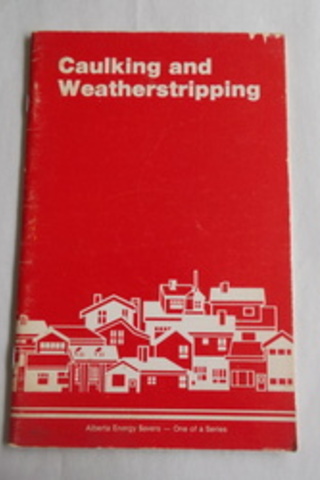 Caulking and
Weatherstripping
Alberta Energy Savers — One of a Series